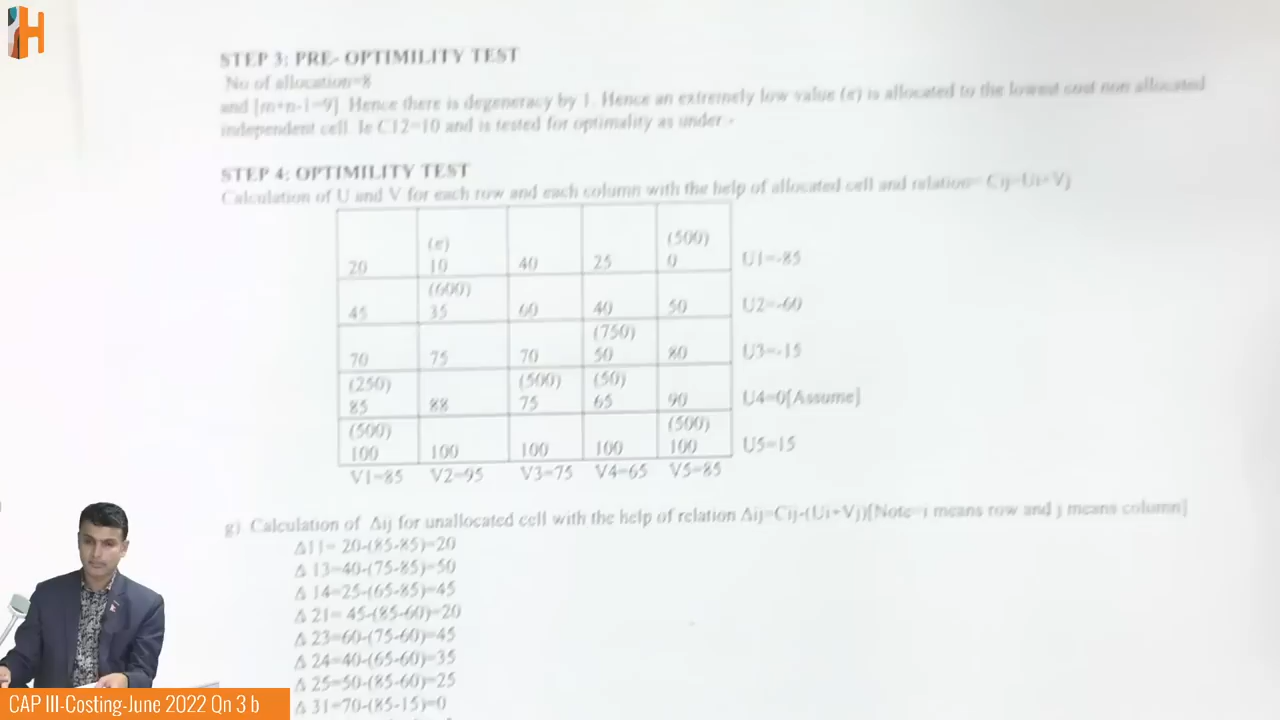 H
STEP 3: PRE- OPTIMILITY TEST
No of allocation=8
and [m+n-1=9]. Hence there is degeneracy by 1. Hence an extremely low value (e) is allocated to the lowest cost non allocated
independent cell. Ie C12=10 and is tested for optimality as under -
STEP 4: OPTIMILITY TEST
Calculation of U and V for each row and each column with the help of allocated cell and relation= Cij=Ui+Vj
(e) (500)
20 10 40 25 0 U1=-85
(600)
45 35 60 40 50 U2=-60
(750)
70 75 70 50 80 U3=-15
(250) (500) (50)
85 88 75 65 90 U4=0[Assume]
(500) (500)
100 100 100 100 100 U5=15
V1=85 V2=95 V3=75 V4=65 V5=85
g) Calculation of Δij for unallocated cell with the help of relation Δij=Cij-(Ui+Vj)[Note=i means row and j means column]
Δ11= 20-(85-85)=20
Δ 13=40-(75-85)=50
Δ 14=25-(65-85)=45
Δ 21= 45-(85-60)=20
Δ 23=60-(75-60)=45
Δ 24=40-(65-60)=35
Δ 25=50-(85-60)=25
Δ 31=70-(85-15)=0
CAP III-Costing-June 2022 Qn 3 b